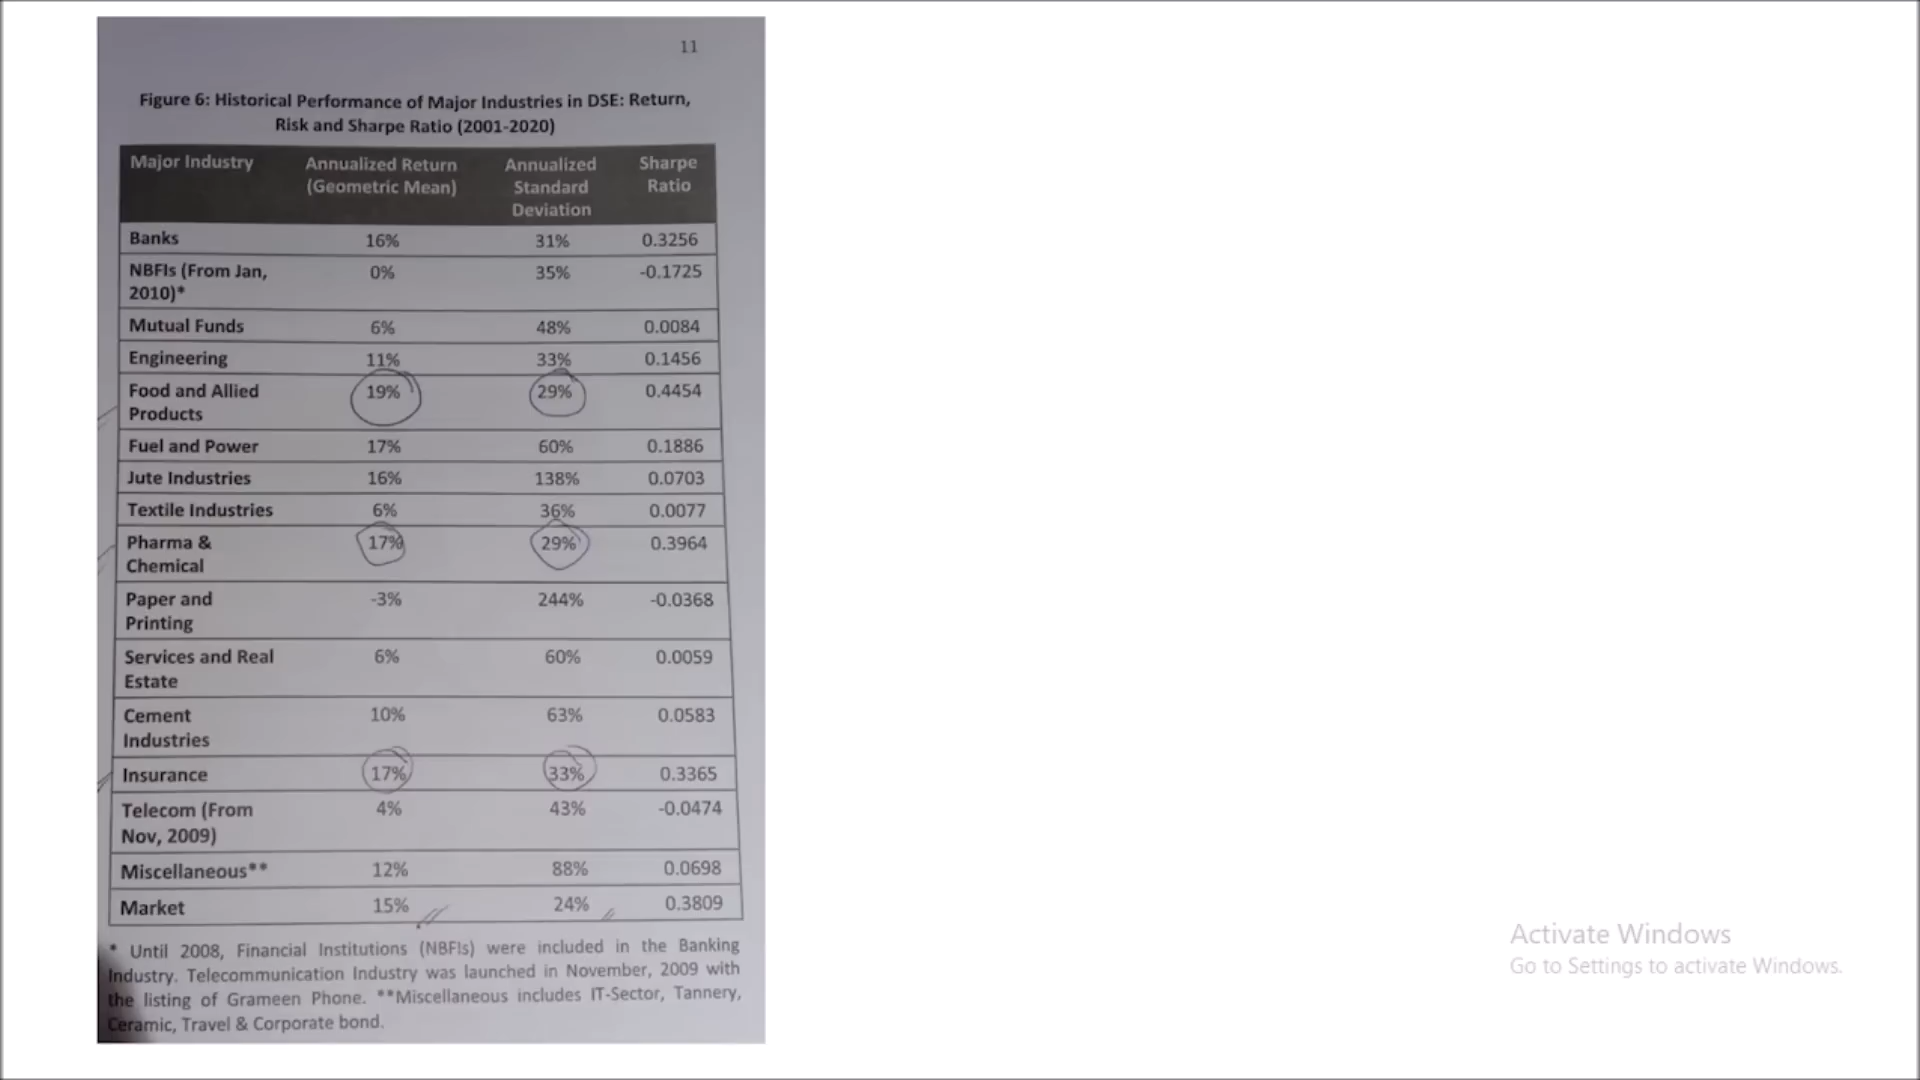 11
Figure 6: Historical Performance of Major Industries in DSE: Return,
Risk and Sharpe Ratio (2001-2020)
Major Industry Annualized Return (Geometric Mean) Annualized Standard Deviation Sharpe Ratio
Banks 16% 31% 0.3256
NBFIs (From Jan, 0% 35% -0.1725
2010)*
Mutual Funds 6% 48% 0.0084
Engineering 11% 33% 0.1456
Food and Allied 19% 29% 0.4454
Products
Fuel and Power 17% 60% 0.1886
Jute Industries 16% 138% 0.0703
Textile Industries 6% 36% 0.0077
Pharma & 17% 29% 0.3964
Chemical
Paper and -3% 244% -0.0368
Printing
Services and Real 6% 60% 0.0059
Estate
Cement 10% 63% 0.0583
Industries
Insurance 17% 33% 0.3365
Telecom (From 4% 43% -0.0474
Nov, 2009)
Miscellaneous** 12% 88% 0.0698
Market 15% 24% 0.3809
* Until 2008, Financial Institutions (NBFIs) were included in the Banking
Industry. Telecommunication Industry was launched in November, 2009 with
the listing of Grameen Phone. **Miscellaneous includes IT-Sector, Tannery,
Ceramic, Travel & Corporate bond.
Activate Windows
Go to Settings to activate Windows.